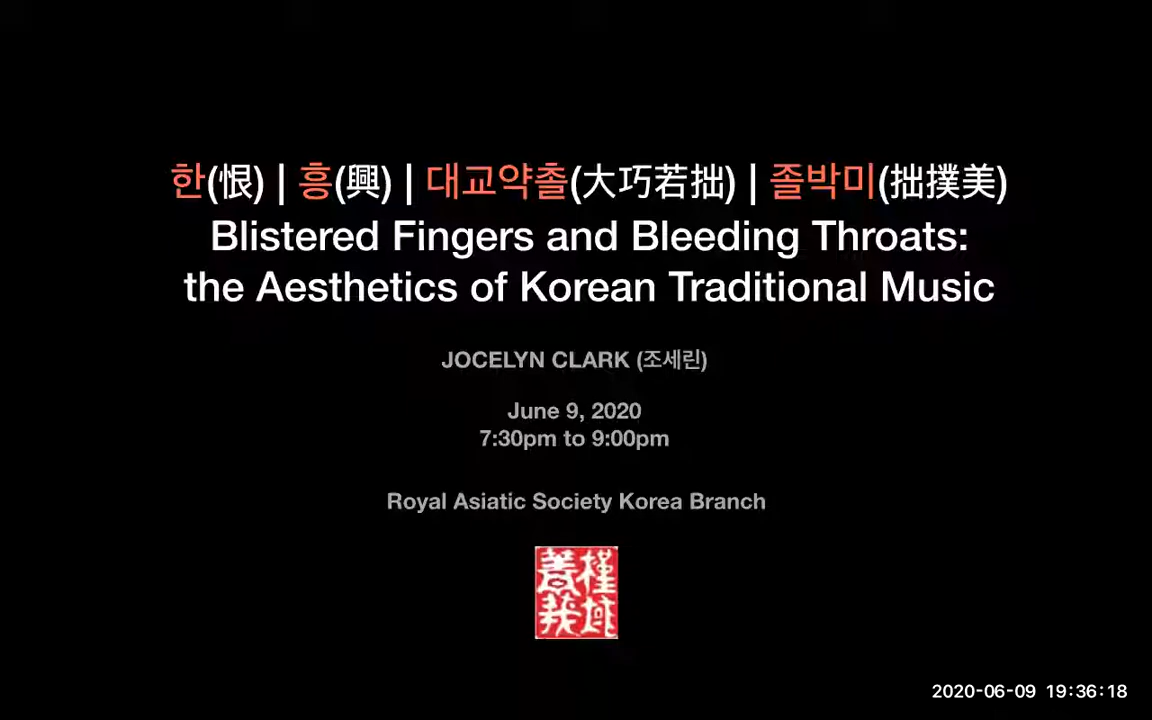 한(恨) | 흥(興) | 대교약졸(大巧若拙) | 졸박미(拙撲美)
Blistered Fingers and Bleeding Throats:
the Aesthetics of Korean Traditional Music
JOCELYN CLARK (조세린)
June 9, 2020
7:30pm to 9:00pm
Royal Asiatic Society Korea Branch
2020-06-09 19:36:18